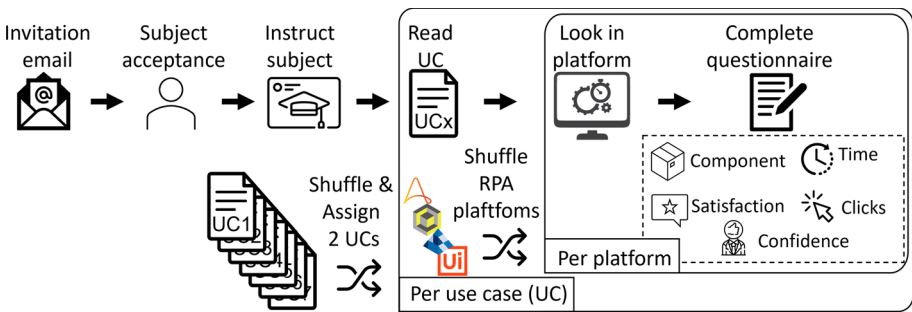 Invitation
email
Subject
acceptance
Instruct
subject
Read
UC
UCx
Look in
platform
Complete
questionnaire
@
UC1
Shuffle &
Assign
2 UCs
Shuffle
RPA
plaftfoms
Ui
Component
Time
Satisfaction
Clicks
Confidence
Per platform
Per use case (UC)